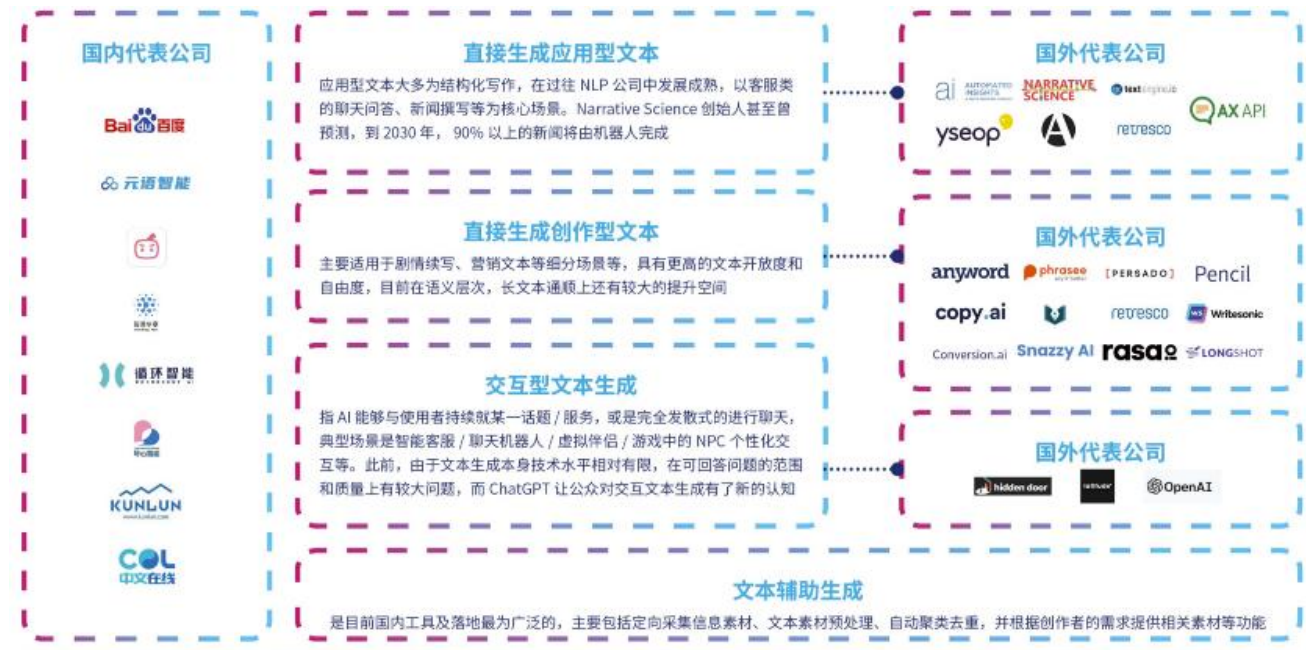 国内代表公司
Bai du 百度
元语智能
循环智能
KUNLUN
www.kunlun.com
COL
中文在线
直接生成应用型文本
应用型文本大多为结构化写作，在过往 NLP 公司中发展成熟，以客服类
的聊天问答、新闻撰写等为核心场景。Narrative Science 创始人甚至曾
预测，到 2030 年， 90% 以上的新闻将由机器人完成
国外代表公司
ai AUTOMATED INSIGHTS
NARRATIVE SCIENCE
textengine.io
AX API
yseop
retresco
直接生成创作型文本
主要适用于剧情续写、营销文本等细分场景等，具有更高的文本开放度和
自由度，目前在语义层次，长文本通顺上还有较大的提升空间
国外代表公司
anyword
phrasee
[PERSADO]
Pencil
copy.ai
retresco
WS Writesonic
Conversion.ai
Snazzy AI
rasa
LONGSHOT
交互型文本生成
指 AI 能够与使用者持续就某一话题 / 服务，或是完全发散式的进行聊天，
典型场景是智能客服 / 聊天机器人 / 虚拟伴侣 / 游戏中的 NPC 个性化交
互等。此前，由于文本生成本身技术水平相对有限，在可回答问题的范围
和质量上有较大问题，而 ChatGPT 让公众对交互文本生成有了新的认知
国外代表公司
hidden door
OpenAI
文本辅助生成
是目前国内工具及落地最为广泛的，主要包括定向采集信息素材、文本素材预处理、自动聚类去重，并根据创作者的需求提供相关素材等功能